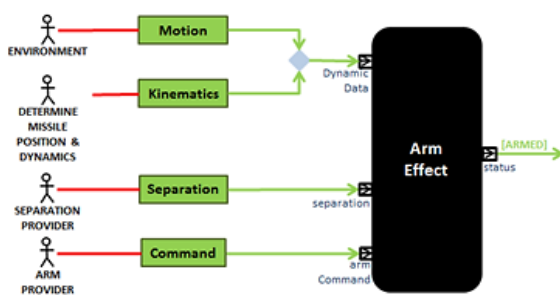 Motion
ENVIRONMENT
Dynamic
Data
Kinematics
DETERMINE
MISSILE
POSITION &
DYNAMICS
Arm
Effect
[ARMED]
status
Separation
separation
SEPARATION
PROVIDER
Command
arm
Command
ARM
PROVIDER